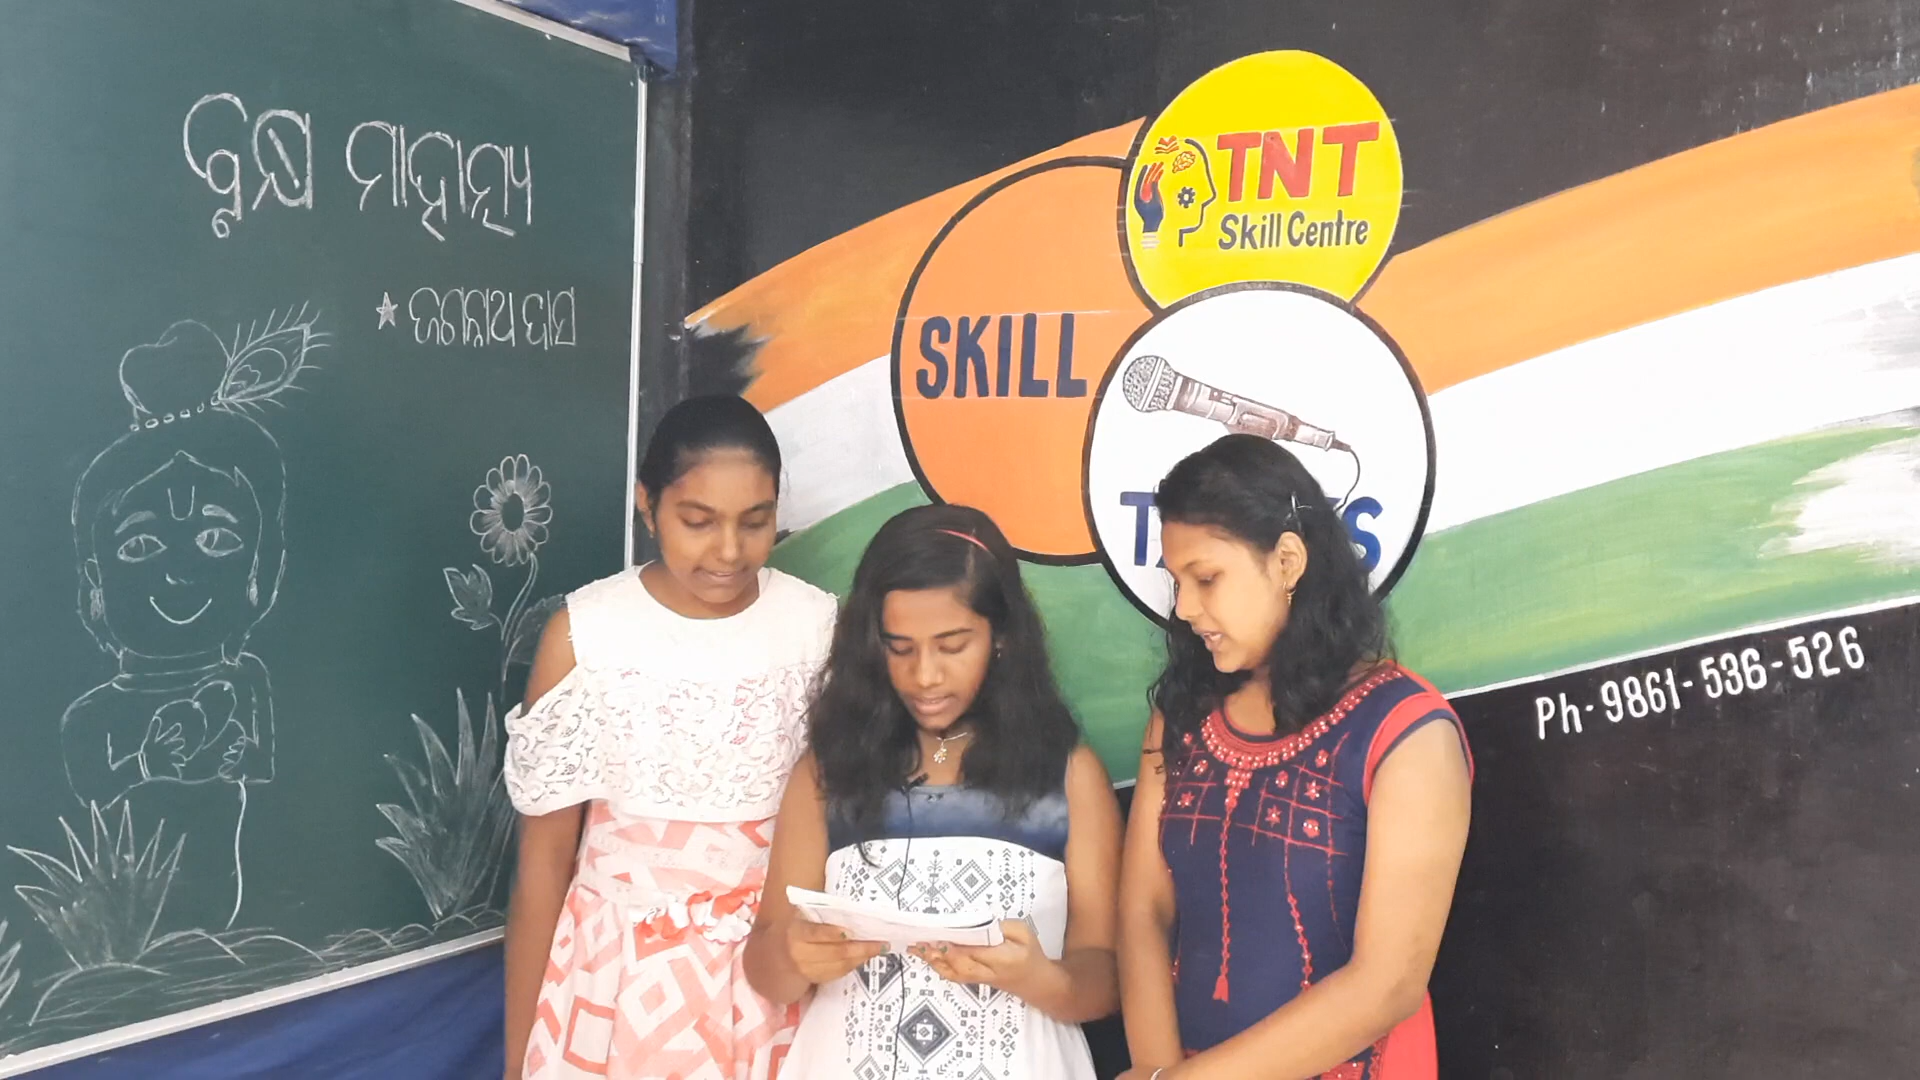 ବୃକ୍ଷ ମାହାତ୍ମ୍ୟ
★ ଜଗନ୍ନାଥ ଦାସ
TNT
Skill Centre
SKILL
Ph-9861-536-526